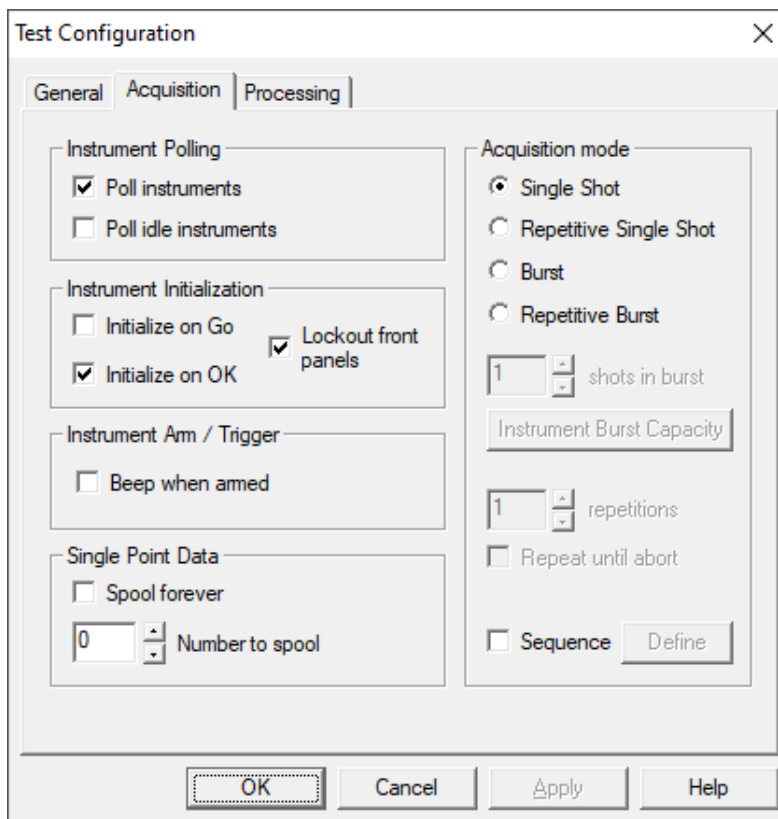 Test Configuration
General Acquisition Processing
Instrument Polling
Poll instruments
Poll idle instruments
Instrument Initialization
Initialize on Go
Lockout front
panels
Initialize on OK
Instrument Arm / Trigger
Beep when armed
Single Point Data
Spool forever
0 Number to spool
Acquisition mode
Single Shot
Repetitive Single Shot
Burst
Repetitive Burst
1 shots in burst
Instrument Burst Capacity
1 repetitions
Repeat until abort
Sequence Define
OK Cancel Apply Help